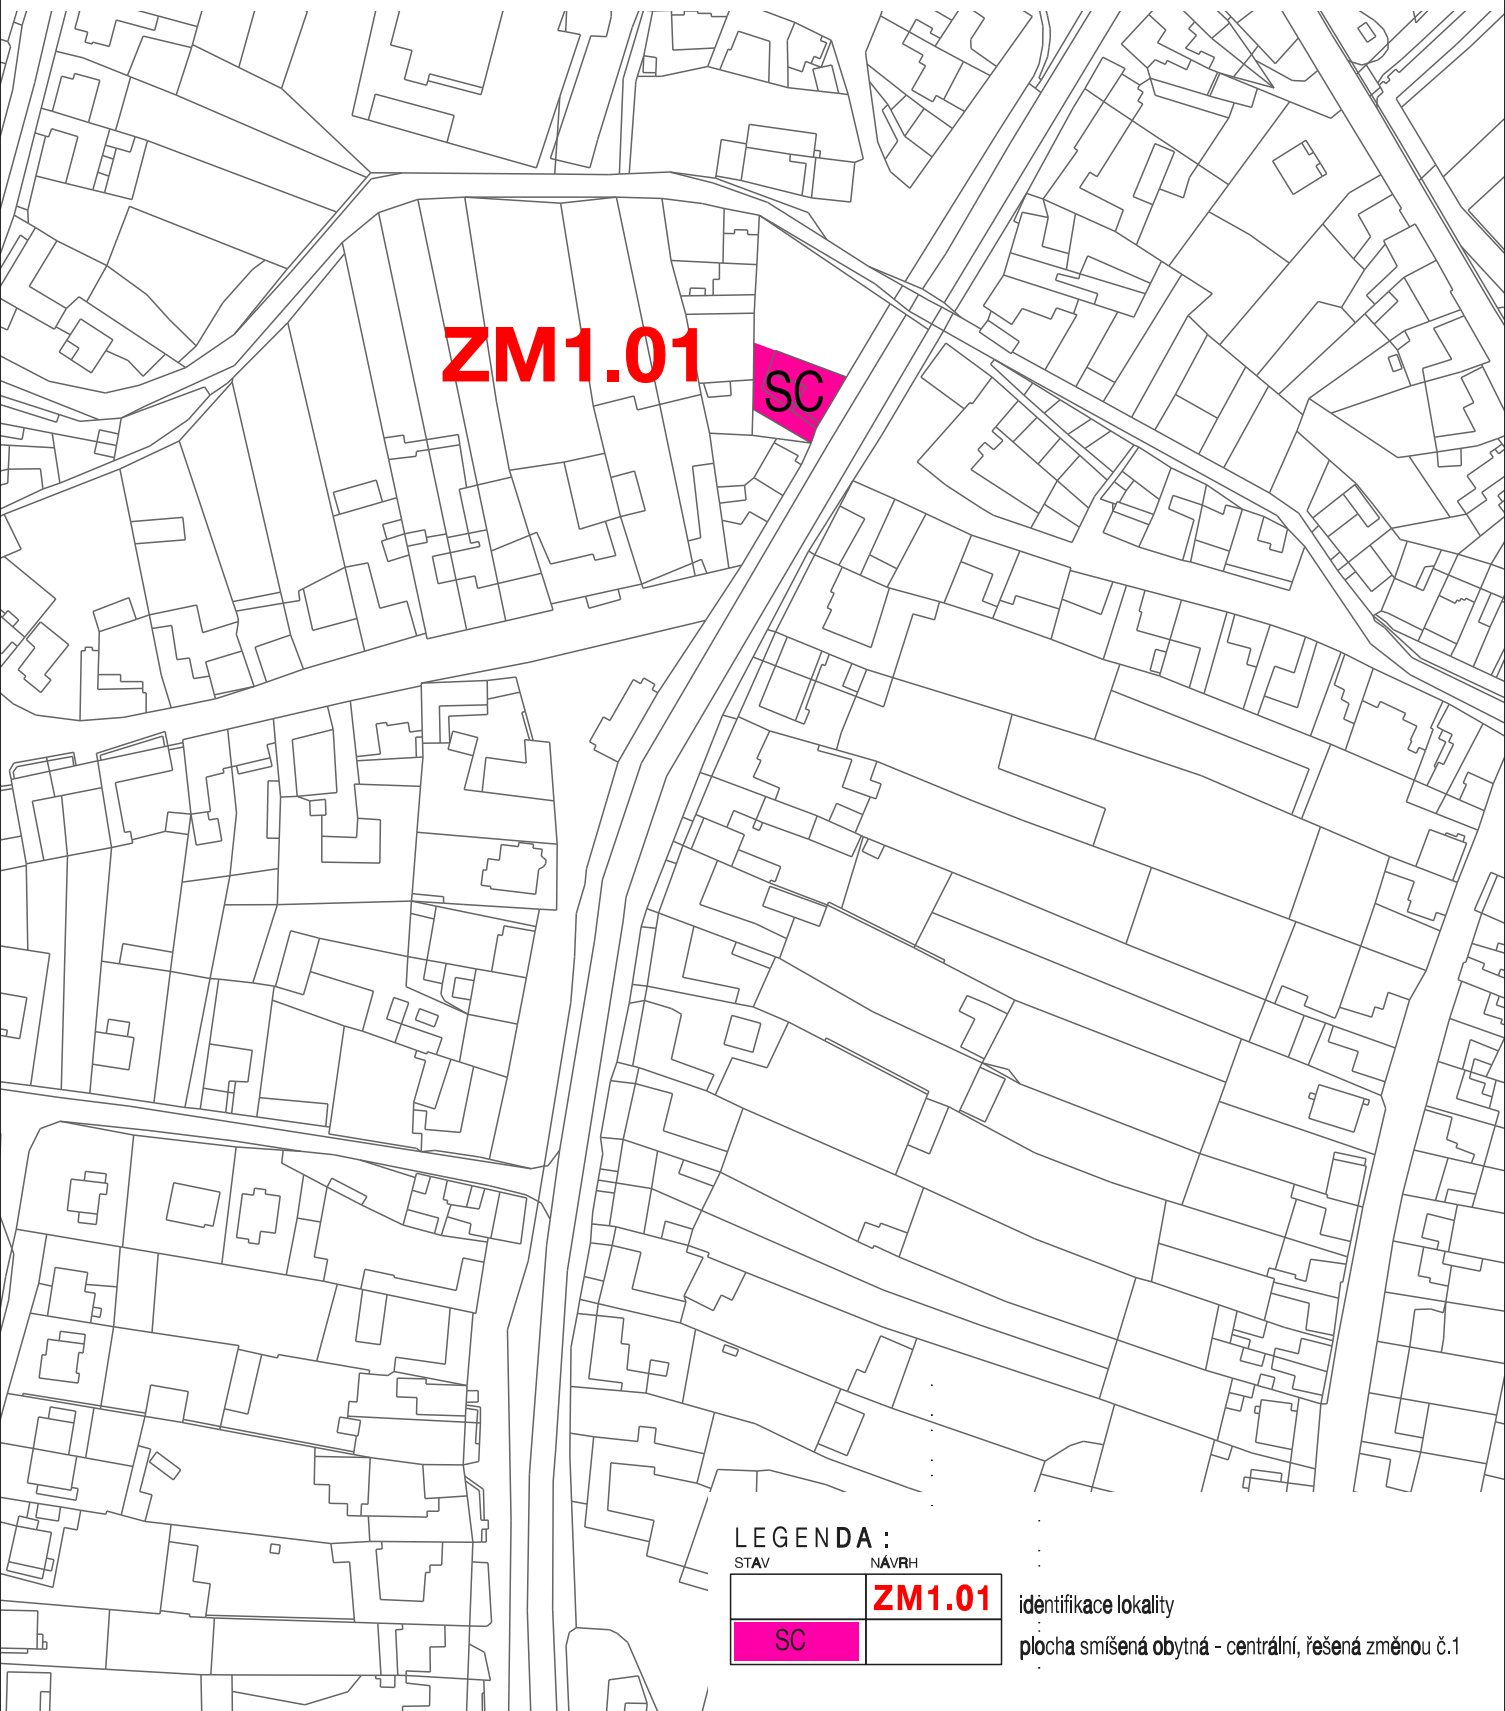 ZM1.01
SC
LEGENDA :
STAV NÁVRH
ZM1.01 identifikace lokality
SC plocha smíšená obytná - centrální, řešená změnou č.1